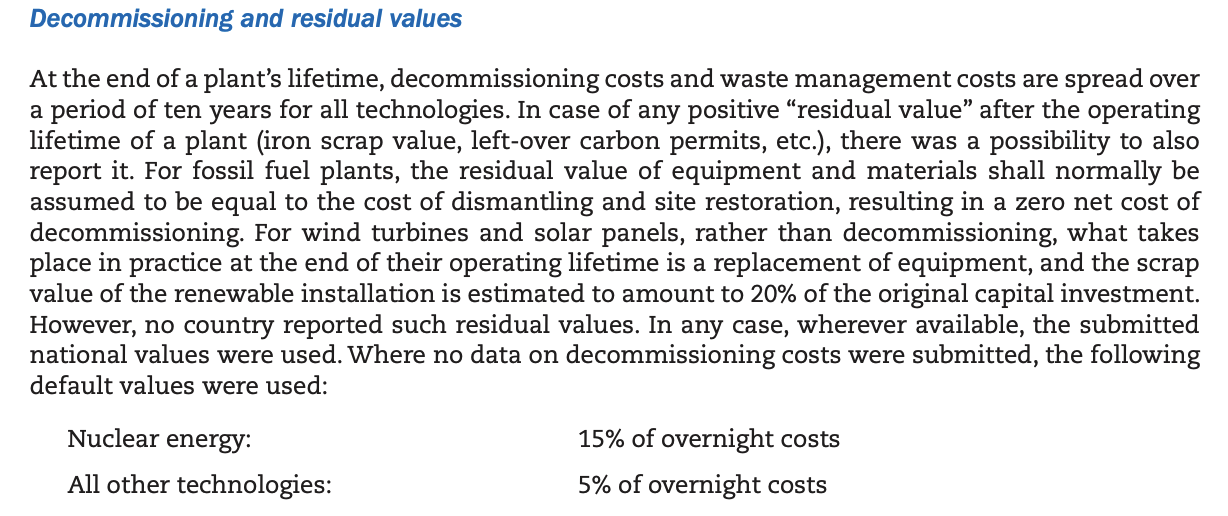 Decommissioning and residual values
At the end of a plant’s lifetime, decommissioning costs and waste management costs are spread over
a period of ten years for all technologies. In case of any positive “residual value” after the operating
lifetime of a plant (iron scrap value, left-over carbon permits, etc.), there was a possibility to also
report it. For fossil fuel plants, the residual value of equipment and materials shall normally be
assumed to be equal to the cost of dismantling and site restoration, resulting in a zero net cost of
decommissioning. For wind turbines and solar panels, rather than decommissioning, what takes
place in practice at the end of their operating lifetime is a replacement of equipment, and the scrap
value of the renewable installation is estimated to amount to 20% of the original capital investment.
However, no country reported such residual values. In any case, wherever available, the submitted
national values were used. Where no data on decommissioning costs were submitted, the following
default values were used:
Nuclear energy: 15% of overnight costs
All other technologies: 5% of overnight costs